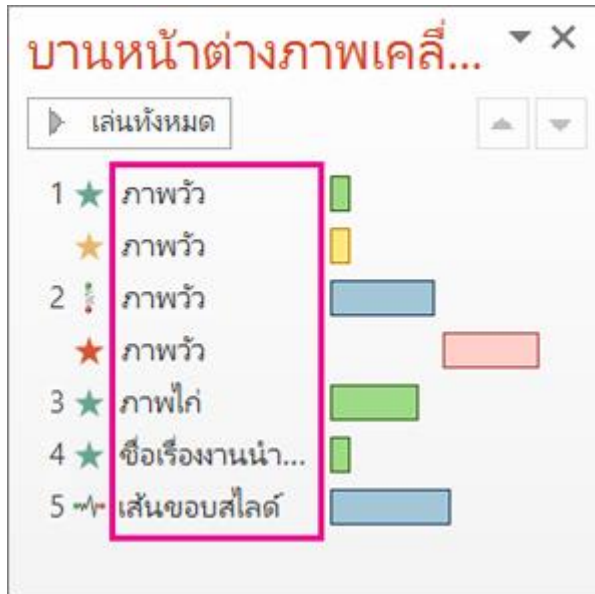 บานหน้าต่างภาพเคลื่...
เล่นทั้งหมด
1 ภาพวัว
ภาพวัว
2 ภาพวัว
ภาพวัว
3 ภาพไก่
4 ชื่อเรื่องงานนำ...
5 เส้นขอบสไลด์